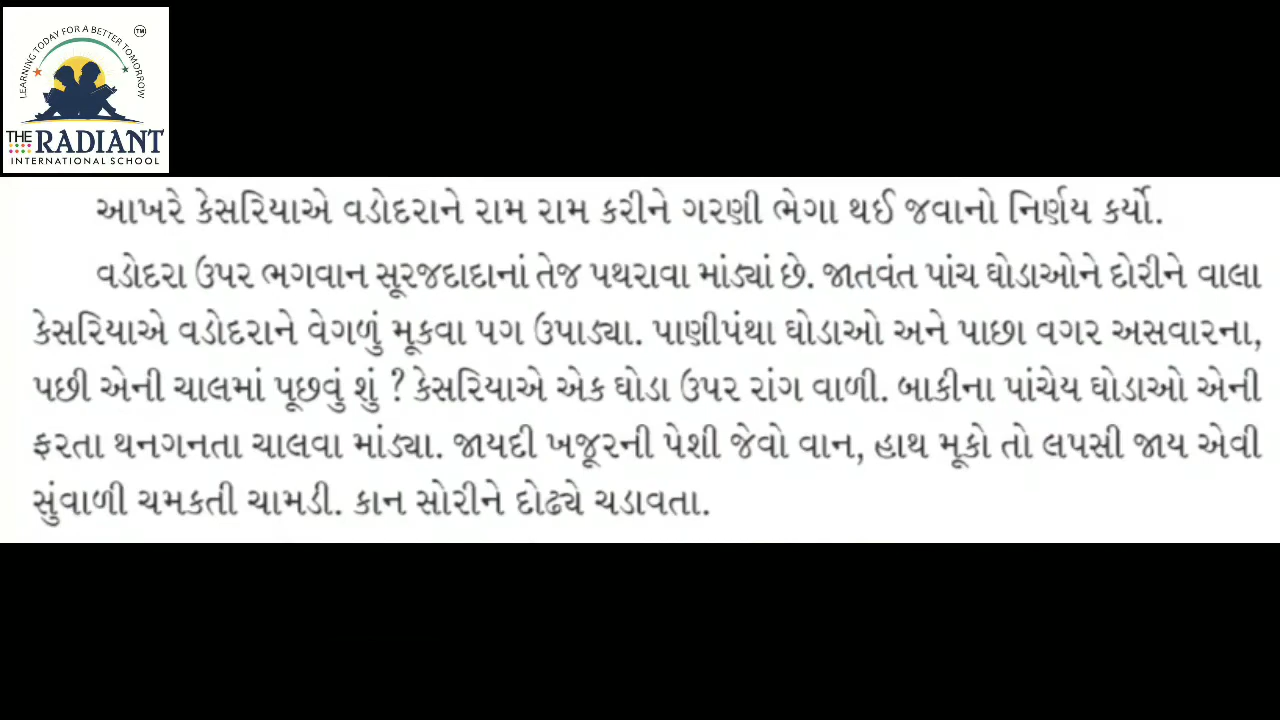 LEARNING TODAY FOR A BETTER TOMORROW
TM
THE RADIANT
INTERNATIONAL SCHOOL
આખરે કેસરિયાએ વડોદરાને રામ રામ કરીને ગરણી ભેગા થઈ જવાનો નિર્ણય કર્યો.
વડોદરા ઉપર ભગવાન સૂરજદાદાનાં તેજ પથરાવા માંડ્યાં છે. જાતવંત પાંચ ઘોડાઓને દોરીને વાલા
કેસરિયાએ વડોદરાને વેગળું મૂકવા પગ ઉપાડ્યા. પાણીપંથા ઘોડાઓ અને પાછા વગર અસવારના,
પછી એની ચાલમાં પૂછવું શું ? કેસરિયાએ એક ઘોડા ઉપર રાંગ વાળી. બાકીના પાંચેય ઘોડાઓ એની
ફરતા થનગનતા ચાલવા માંડ્યા. જાયદી ખજૂરની પેશી જેવો વાન, હાથ મૂકો તો લપસી જાય એવી
સુંવાળી ચમકતી ચામડી. કાન સોરીને દોઢ્યે ચડાવતા.